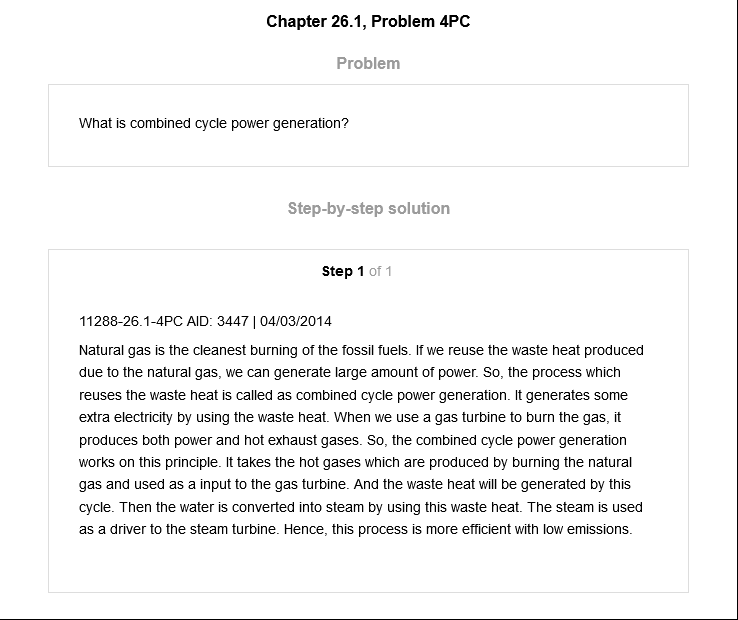 Chapter 26.1, Problem 4PC
Problem
What is combined cycle power generation?
Step-by-step solution
Step 1 of 1
11288-26.1-4PC AID: 3447 | 04/03/2014
Natural gas is the cleanest burning of the fossil fuels. If we reuse the waste heat produced
due to the natural gas, we can generate large amount of power. So, the process which
reuses the waste heat is called as combined cycle power generation. It generates some
extra electricity by using the waste heat. When we use a gas turbine to burn the gas, it
produces both power and hot exhaust gases. So, the combined cycle power generation
works on this principle. It takes the hot gases which are produced by burning the natural
gas and used as a input to the gas turbine. And the waste heat will be generated by this
cycle. Then the water is converted into steam by using this waste heat. The steam is used
as a driver to the steam turbine. Hence, this process is more efficient with low emissions.